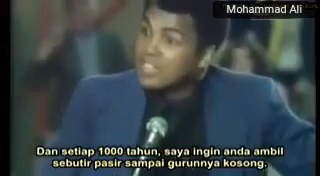 Mohammad Ali
Dan setiap 1000 tahun, saya ingin anda ambil
sebutir pasir sampai gurunnya kosong.